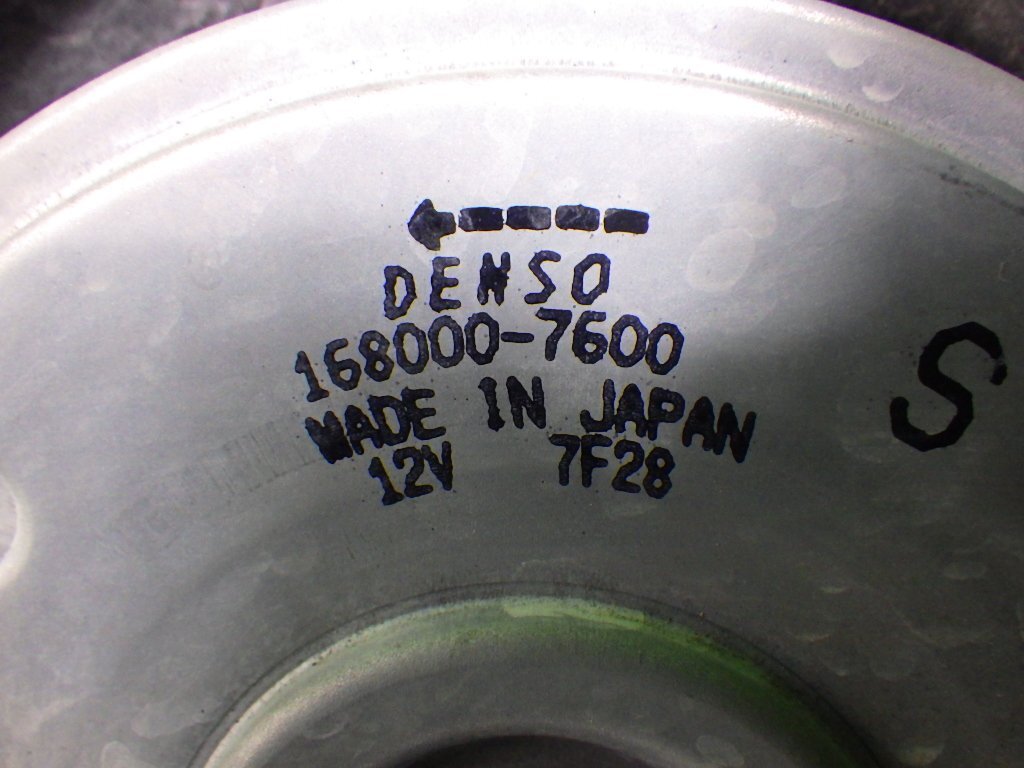 DENSO
168000-7600
MADE IN JAPAN
12V 7F28
S